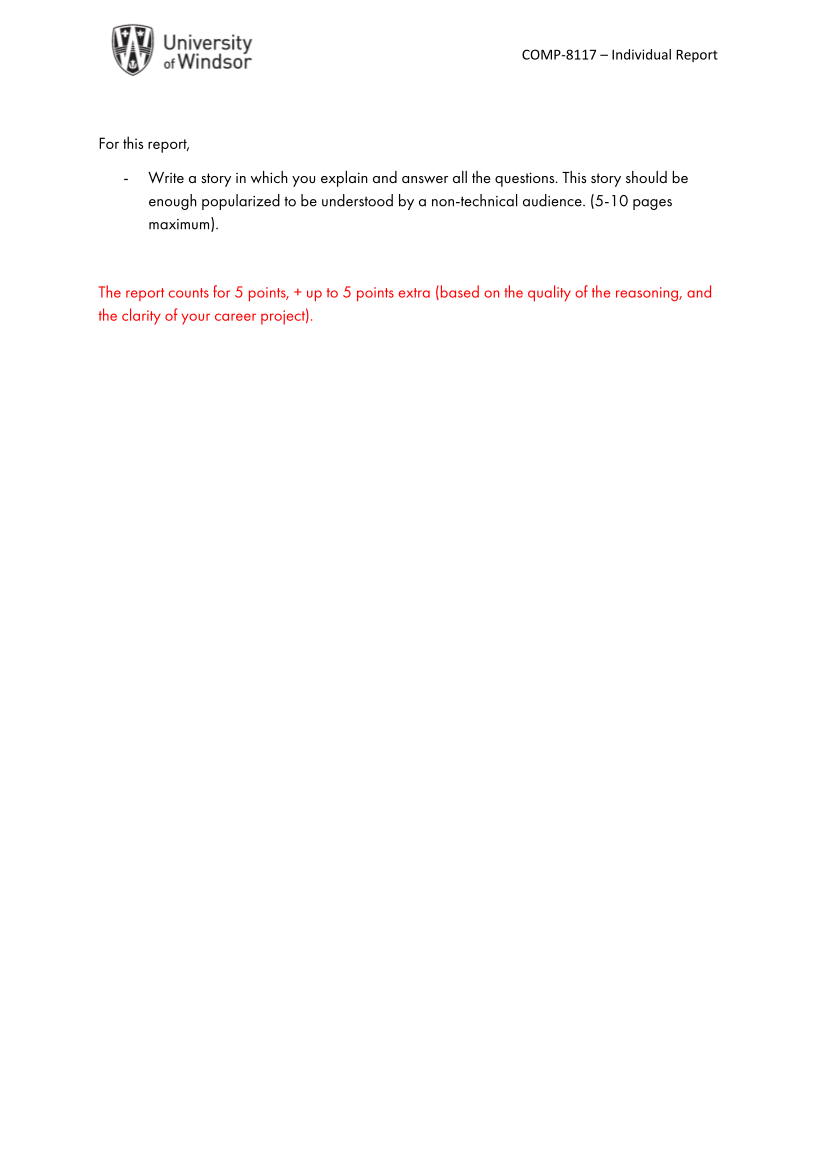 University
of Windsor
COMP-8117 – Individual Report
For this report,
- Write a story in which you explain and answer all the questions. This story should be
enough popularized to be understood by a non-technical audience. (5-10 pages
maximum).
The report counts for 5 points, + up to 5 points extra (based on the quality of the reasoning, and
the clarity of your career project).